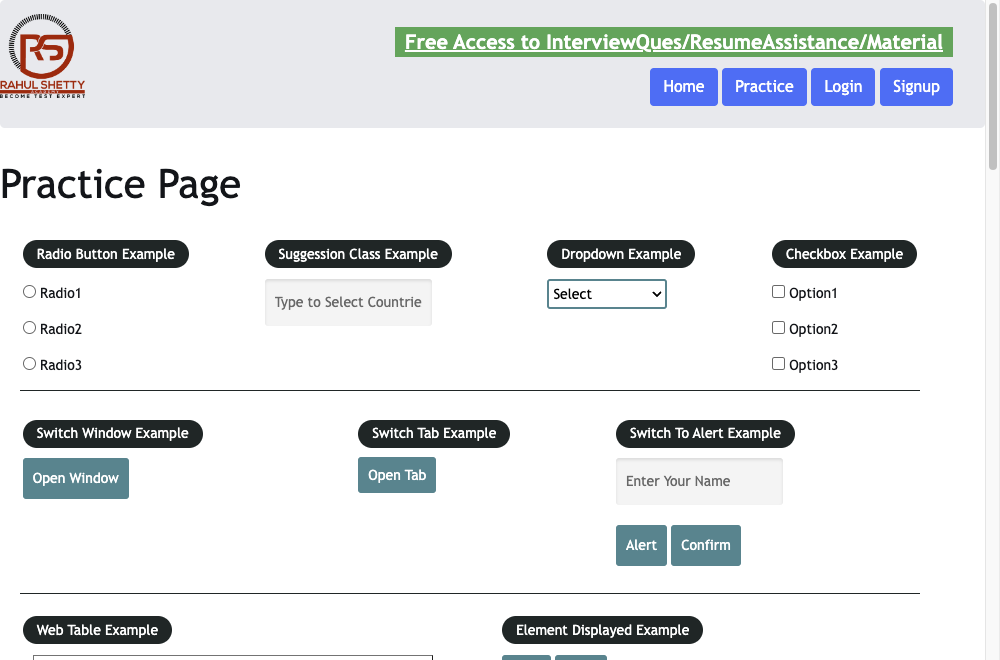 RS
RAHUL SHETTY
ACADEMY
BECOME TEST EXPERT
Free Access to InterviewQues/ResumeAssistance/Material
Home Practice Login Signup
Practice Page
Radio Button Example
Radio1
Radio2
Radio3
Suggession Class Example
Type to Select Countrie
Dropdown Example
Select
Checkbox Example
Option1
Option2
Option3
Switch Window Example
Open Window
Switch Tab Example
Open Tab
Switch To Alert Example
Enter Your Name
Alert Confirm
Web Table Example
Element Displayed Example